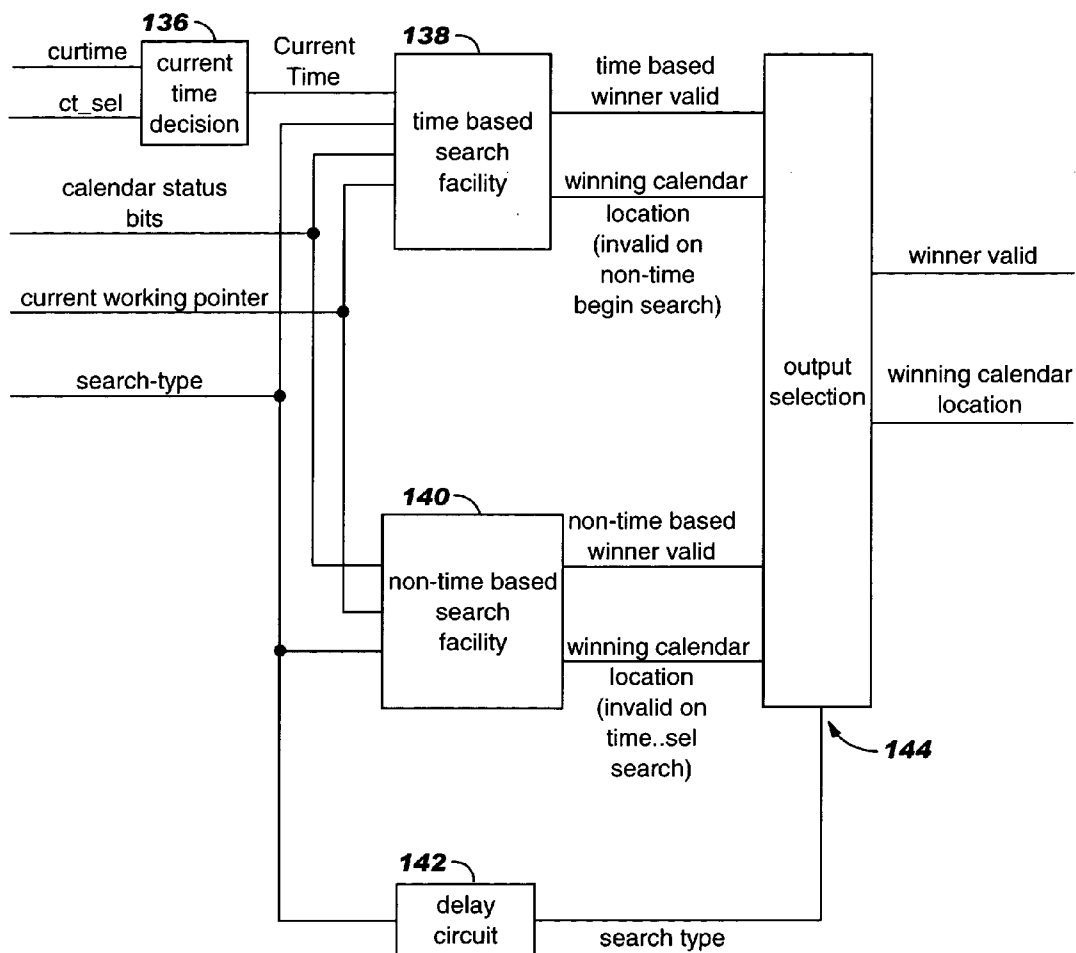 136
curtime
ct_sel
current
time
decision
Current
Time
138
time based
search
facility
time based
winner valid
winning calendar
location
(invalid on
non-time
begin search)
calendar status
bits
current working pointer
search-type
winner valid
output
selection
winning calendar
location
140
non-time based
search
facility
non-time based
winner valid
winning calendar
location
(invalid on
time..sel
search)
144
142
delay
circuit
search type